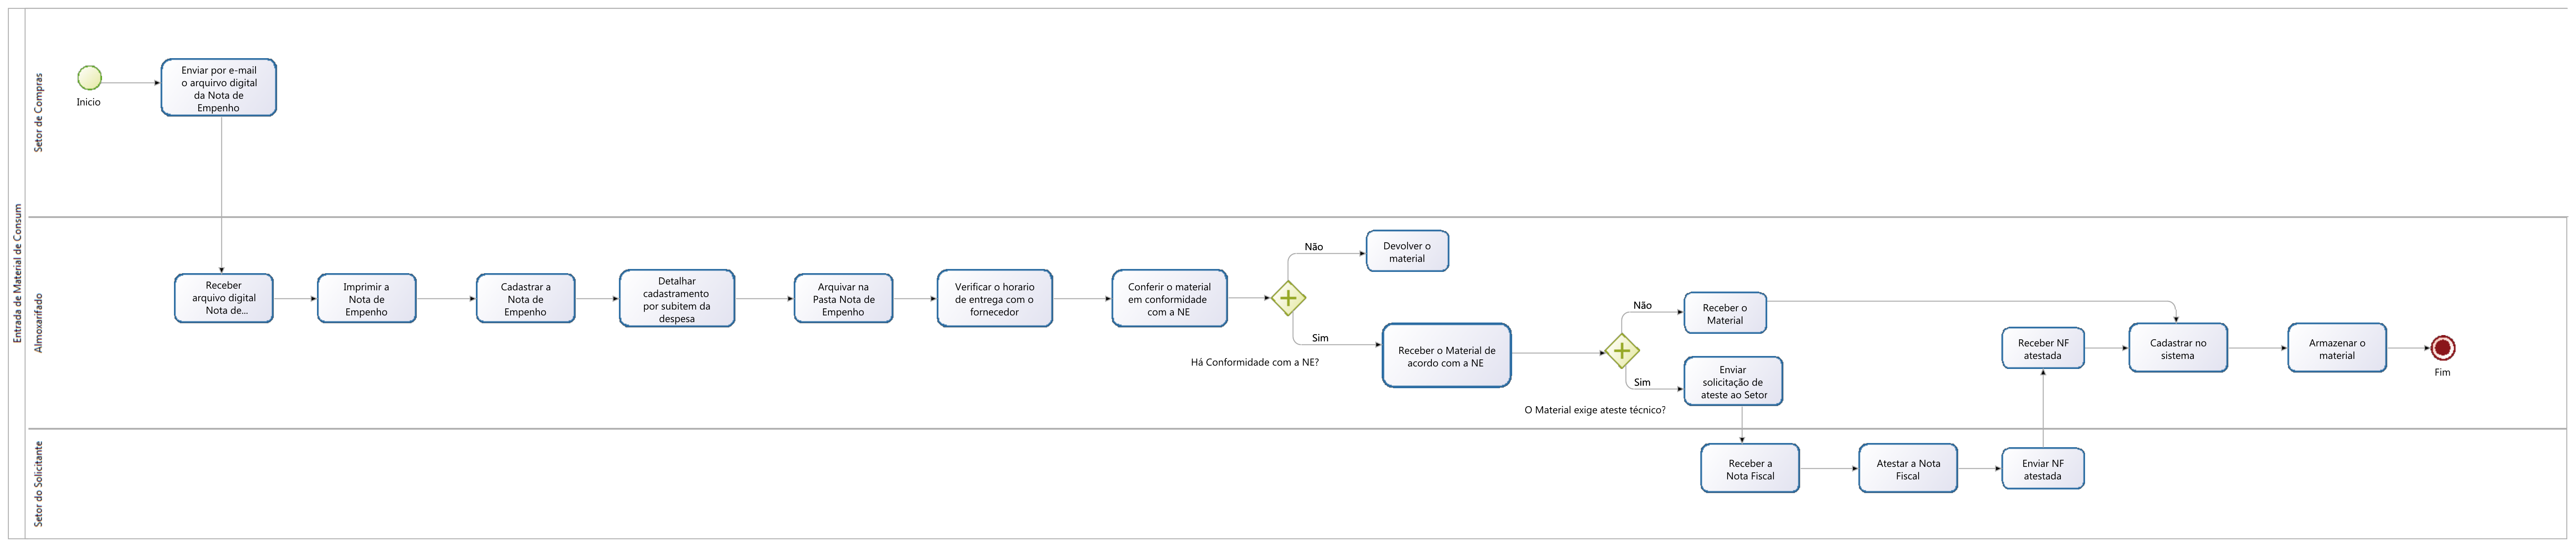 Entrada de Material de Consum
Setor de Compras
Inicio
Enviar por e-mail
o arquirvo digital
da Nota de
Empenho
Almoxarifado
Receber
arquivo digital
Nota de...
Imprimir a
Nota de
Empenho
Cadastrar a
Nota de
Empenho
Detalhar
cadastramento
por subitem da
despesa
Arquivar na
Pasta Nota de
Empenho
Verificar o horario
de entrega com o
fornecedor
Conferir o material
em conformidade
com a NE
Há Conformidade com a NE?
Não
Devolver o
material
Sim
Receber o Material de
acordo com a NE
O Material exige ateste técnico?
Não
Receber o
Material
Sim
Enviar
solicitação de
ateste ao Setor
Setor do Solicitante
Receber a
Nota Fiscal
Atestar a Nota
Fiscal
Enviar NF
atestada
Receber NF
atestada
Cadastrar no
sistema
Armazenar o
material
Fim